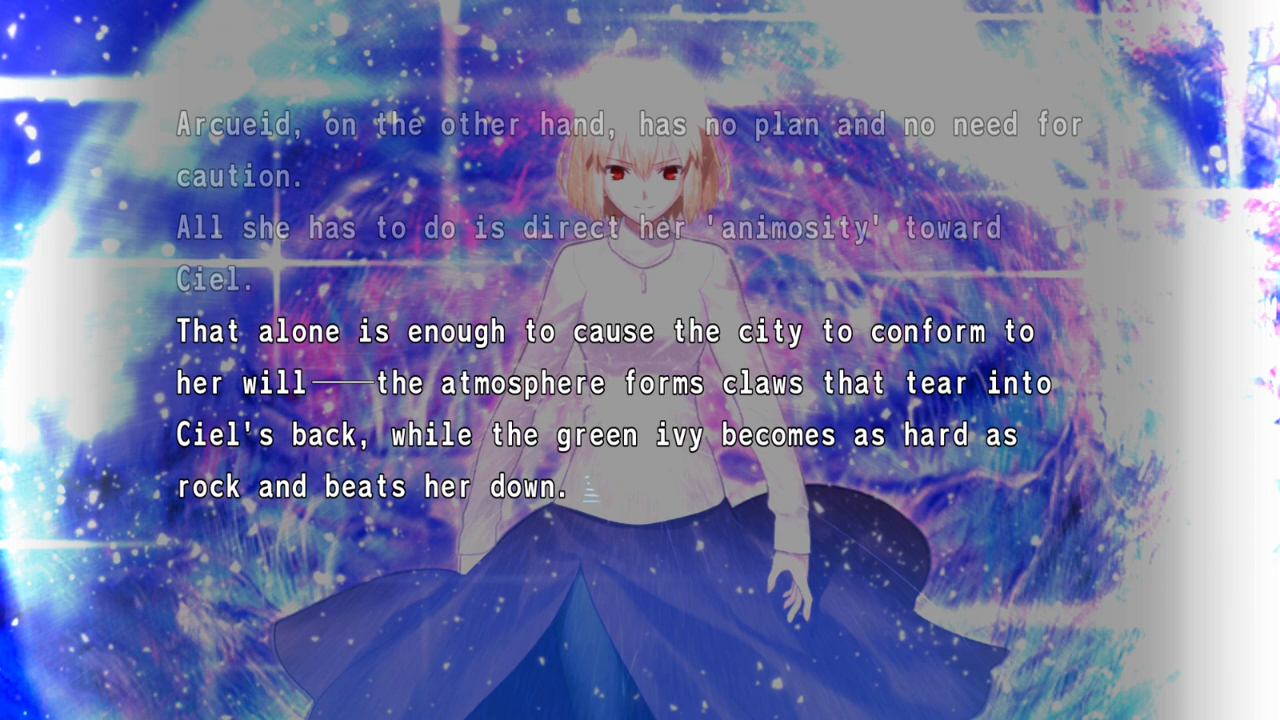 Arcueid, on the other hand, has no plan and no need for
caution.
All she has to do is direct her 'animosity' toward
Ciel.
That alone is enough to cause the city to conform to
her will――the atmosphere forms claws that tear into
Ciel's back, while the green ivy becomes as hard as
rock and beats her down.